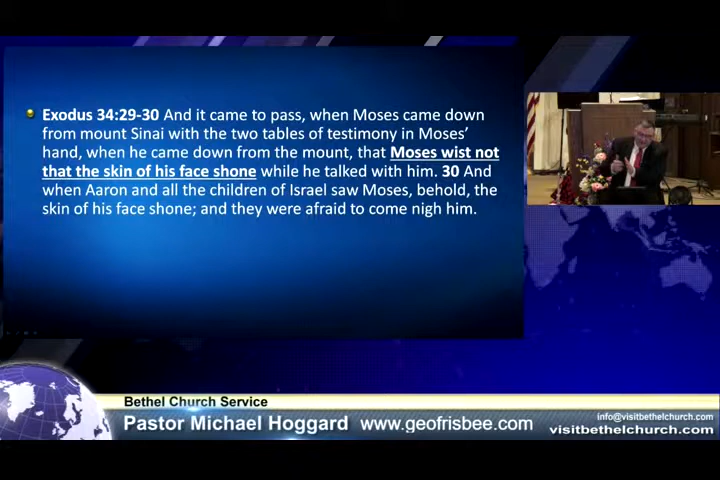 Exodus 34:29-30 And it came to pass, when Moses came down
from mount Sinai with the two tables of testimony in Moses'
hand, when he came down from the mount, that Moses wist not
that the skin of his face shone while he talked with him. 30 And
when Aaron and all the children of Israel saw Moses, behold, the
skin of his face shone; and they were afraid to come nigh him.
Bethel Church Service
Pastor Michael Hoggard www.geofrisbee.com
info@visitbethelchurch.com
visitbethelchurch.com